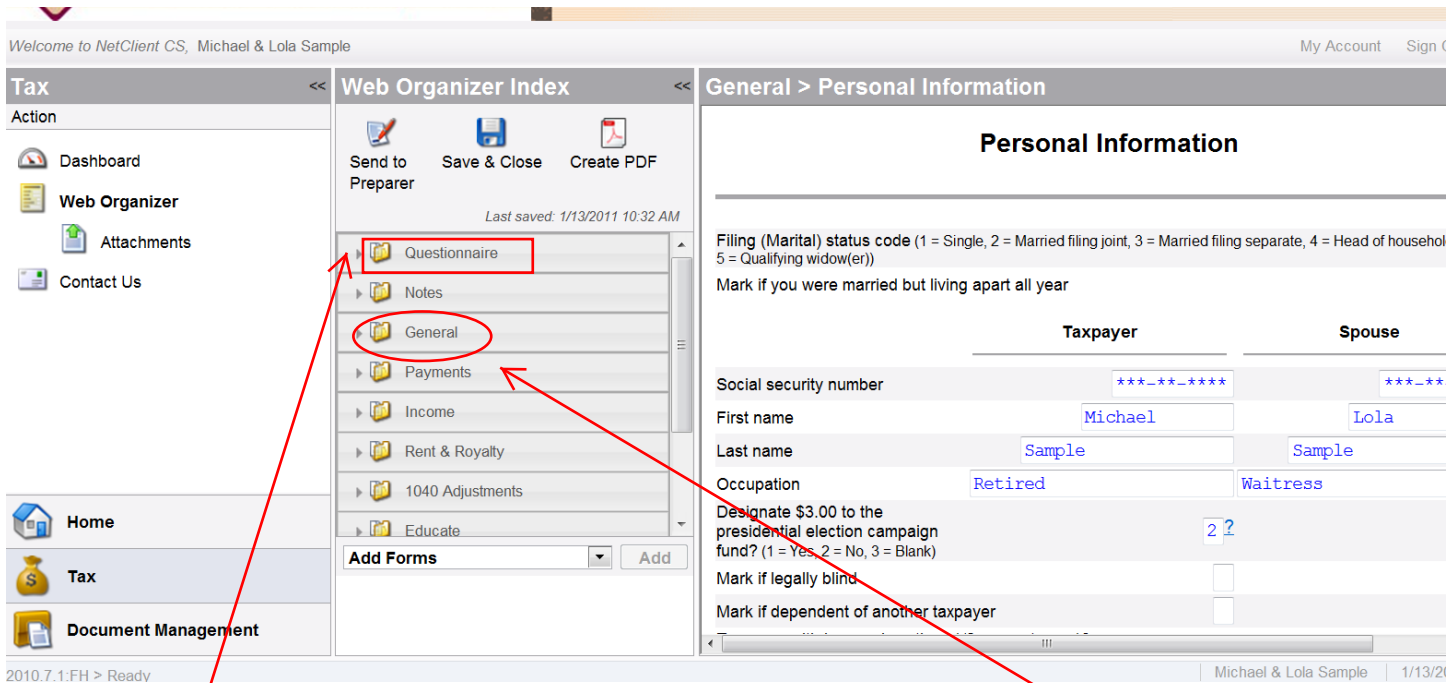 Welcome to NetClient CS, Michael & Lola Sample
My Account Sign
Tax <<
Action
Dashboard
Web Organizer
Attachments
Contact Us
Home
Tax
Document Management
Web Organizer Index <<
Send to Preparer
Save & Close
Create PDF
Last saved: 1/13/2011 10:32 AM
Questionnaire
Notes
General
Payments
Income
Rent & Royalty
1040 Adjustments
Educate
Add Forms Add
General > Personal Information
Personal Information
Filing (Marital) status code (1 = Single, 2 = Married filing joint, 3 = Married filing separate, 4 = Head of househol
5 = Qualifying widow(er))
Mark if you were married but living apart all year
Taxpayer Spouse
Social security number ***-**-**** ***-**
First name Michael Lola
Last name Sample Sample
Occupation Retired Waitress
Designate $3.00 to the
presidential election campaign
fund? (1 = Yes, 2 = No, 3 = Blank) 2 ?
Mark if legally blind
Mark if dependent of another taxpayer
2010.7.1:FH > Ready
Michael & Lola Sample 1/13/20